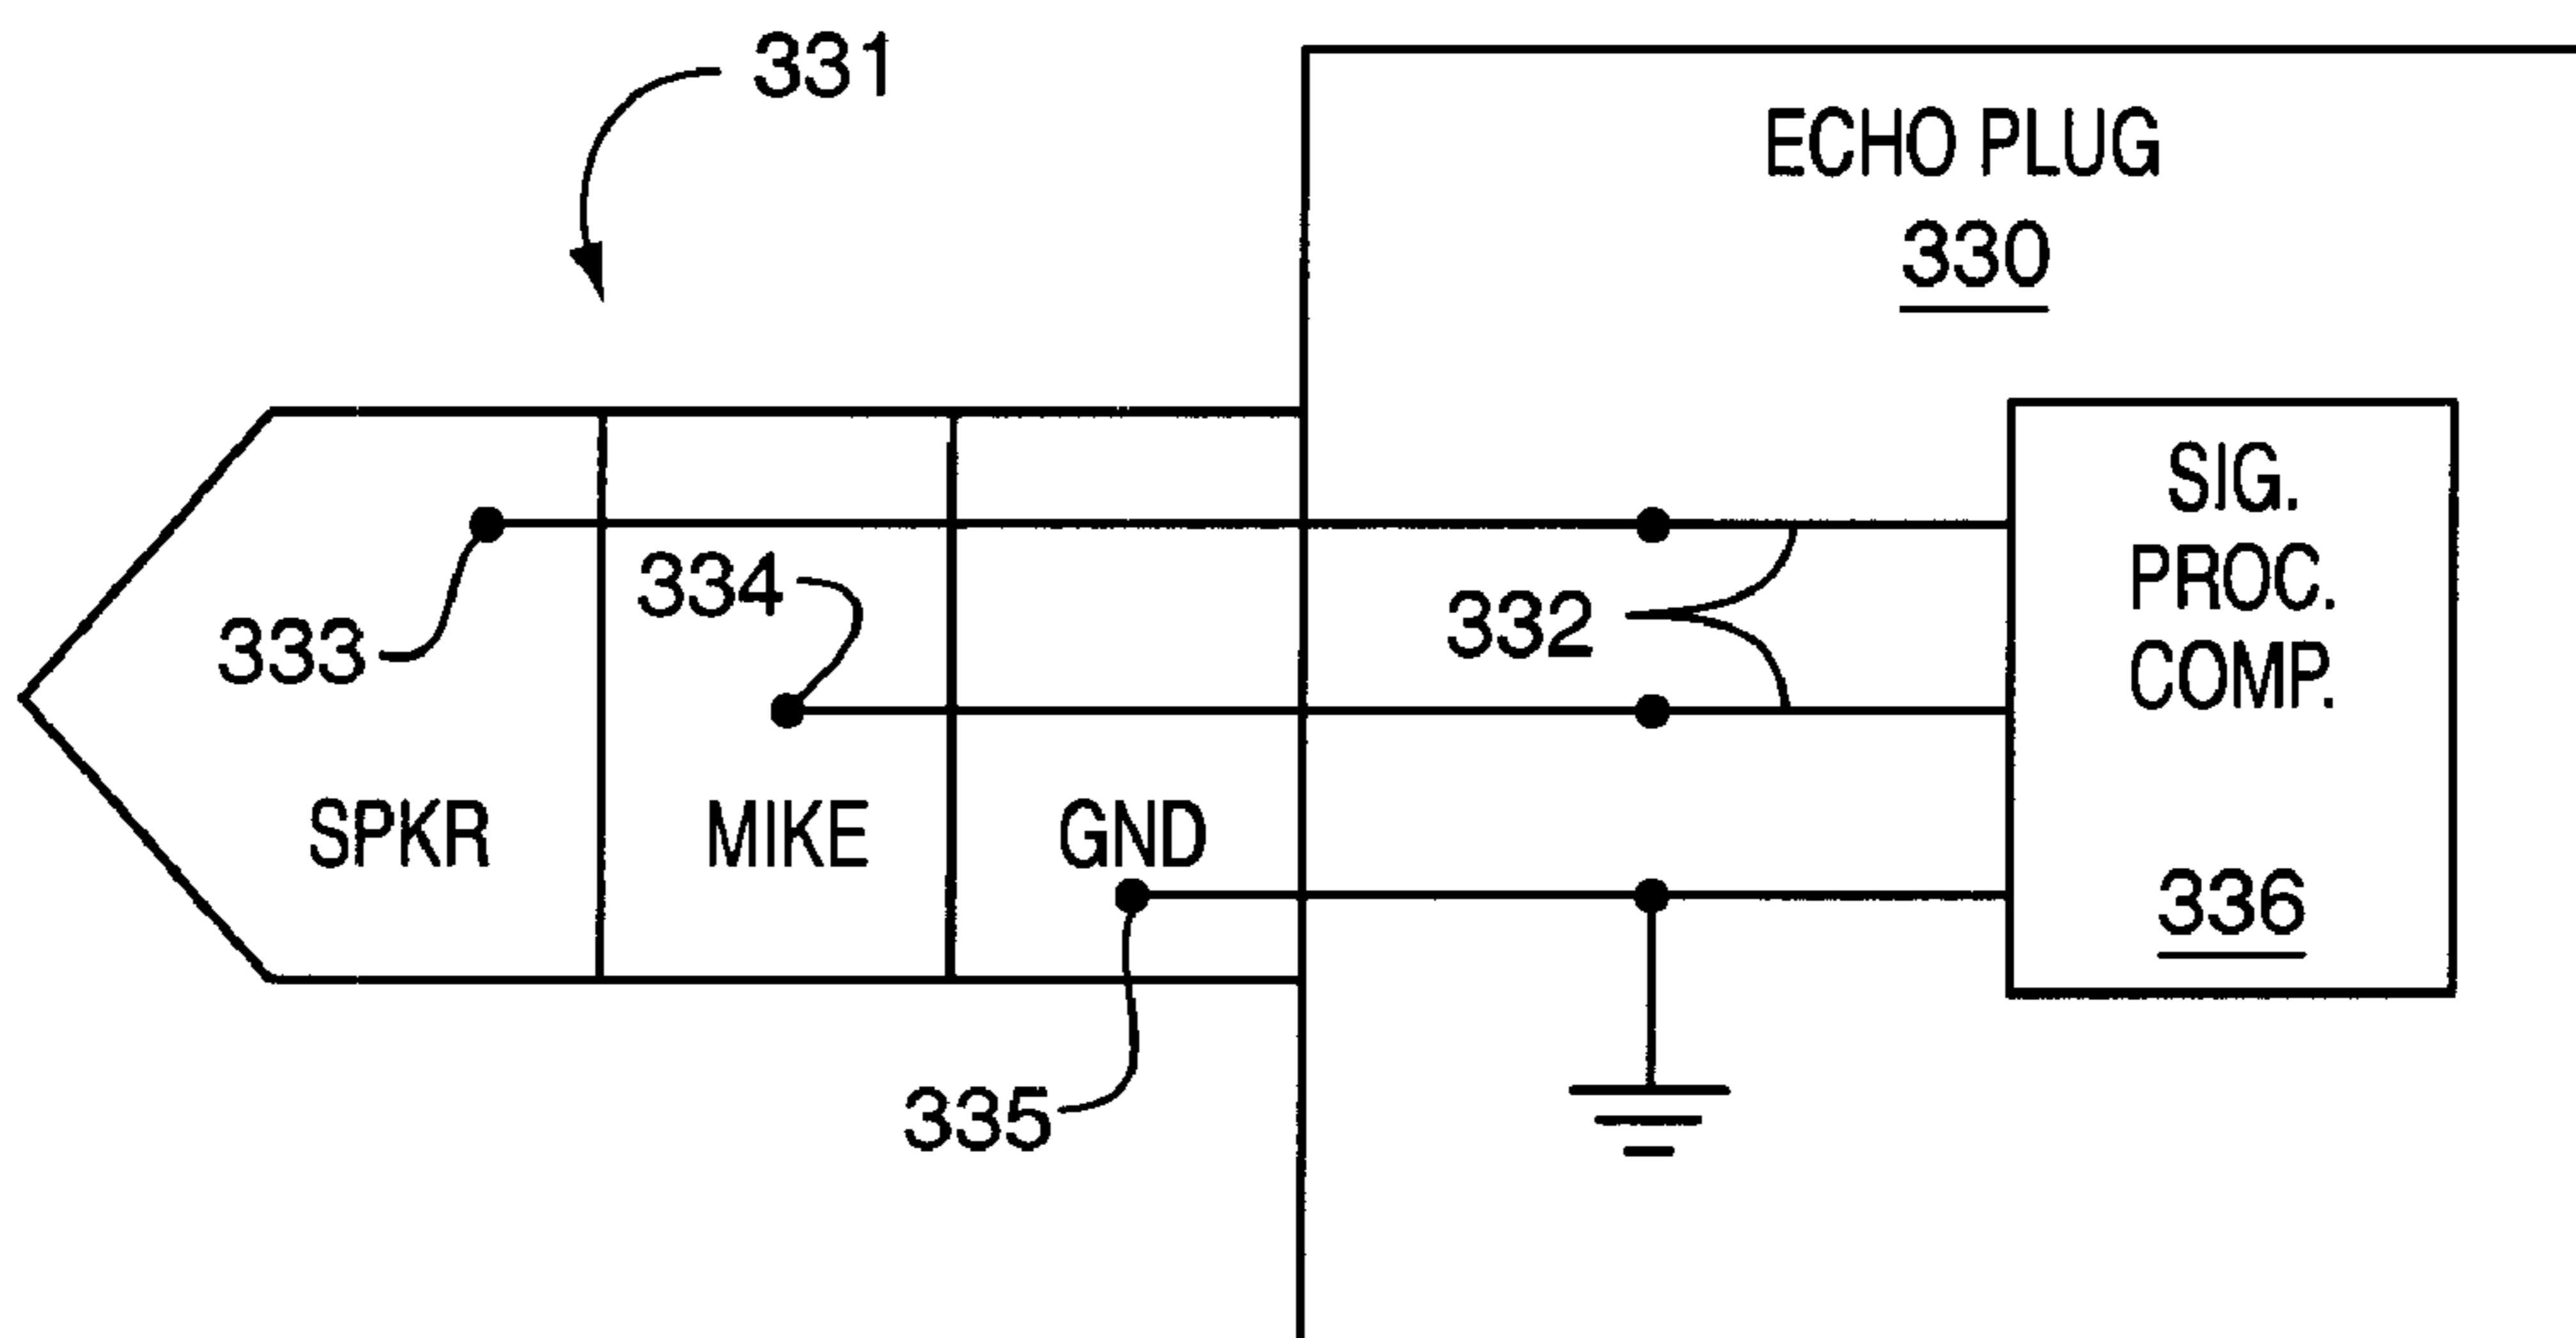 331
ECHO PLUG
330
SIG.
PROC.
COMP.
336
333
334
332
SPKR
MIKE
GND
335